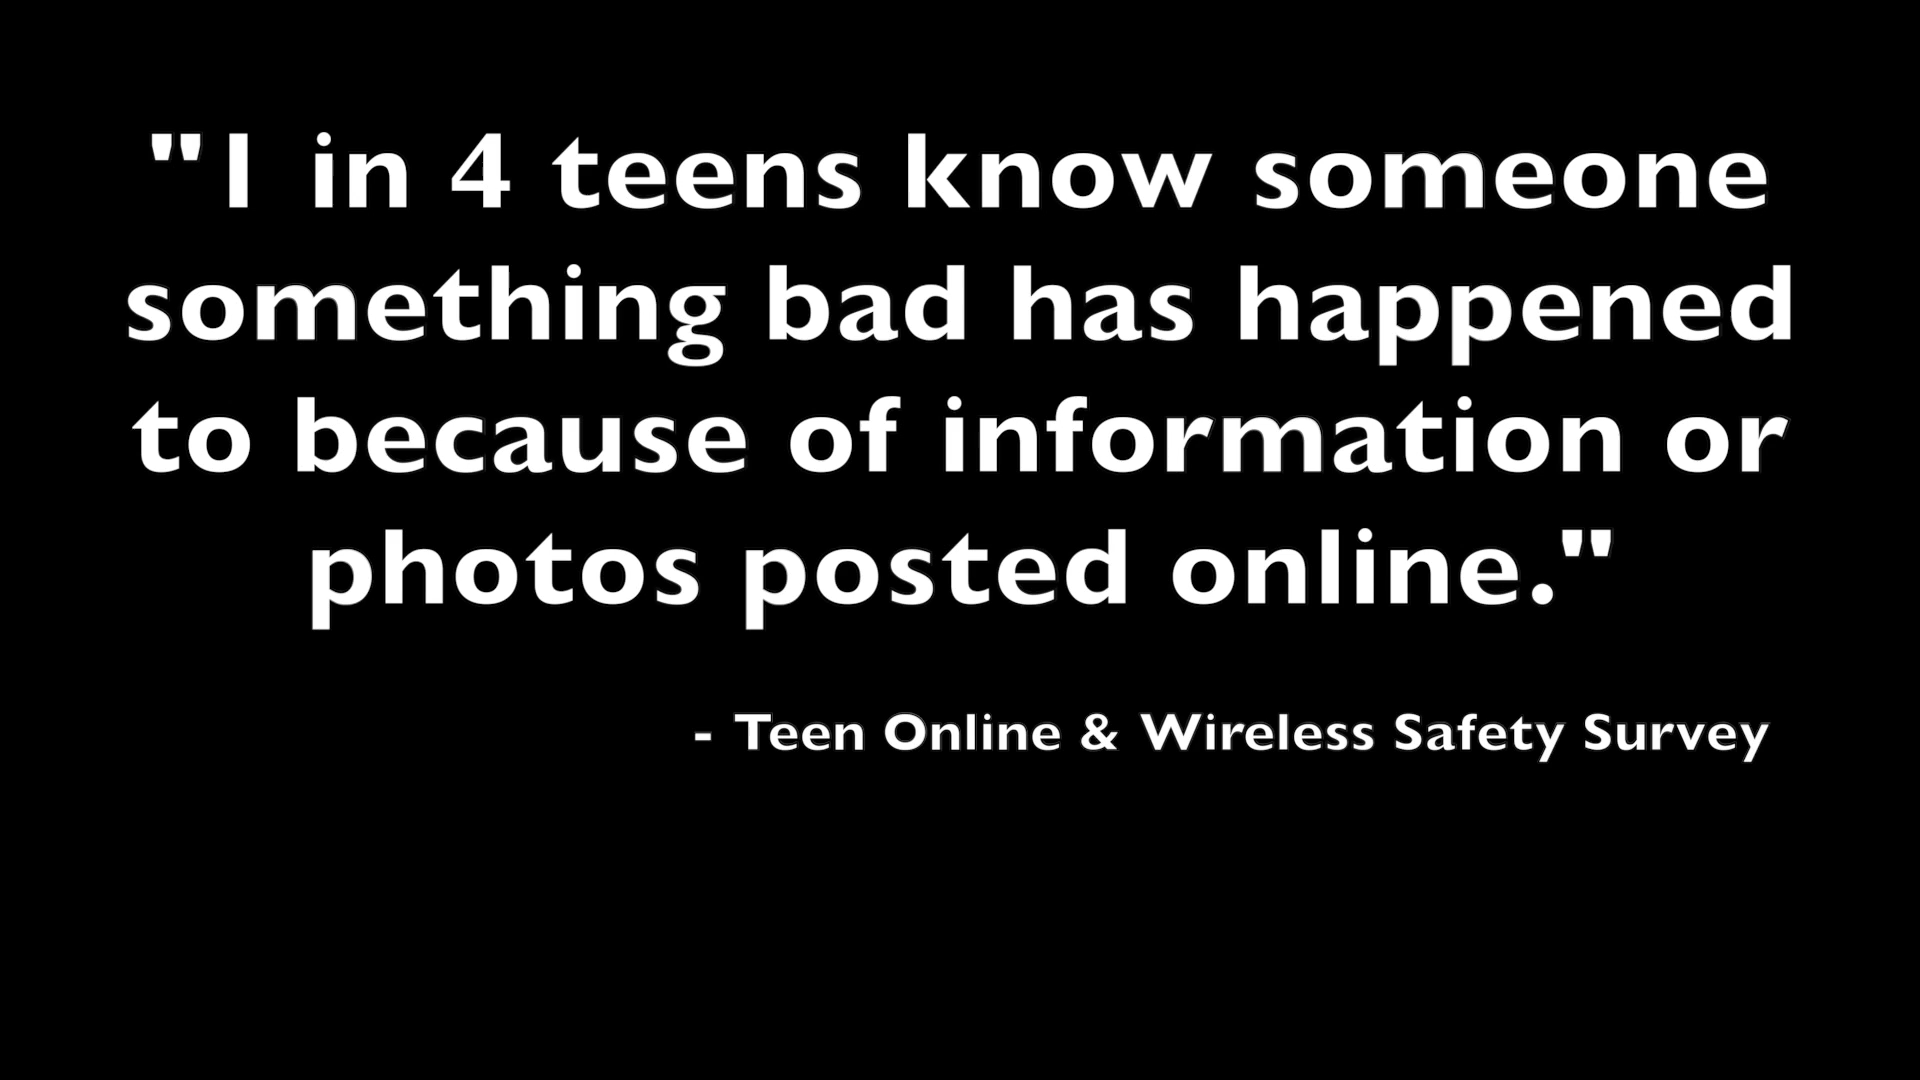 "1 in 4 teens know someone
something bad has happened
to because of information or
photos posted online."
- Teen Online & Wireless Safety Survey